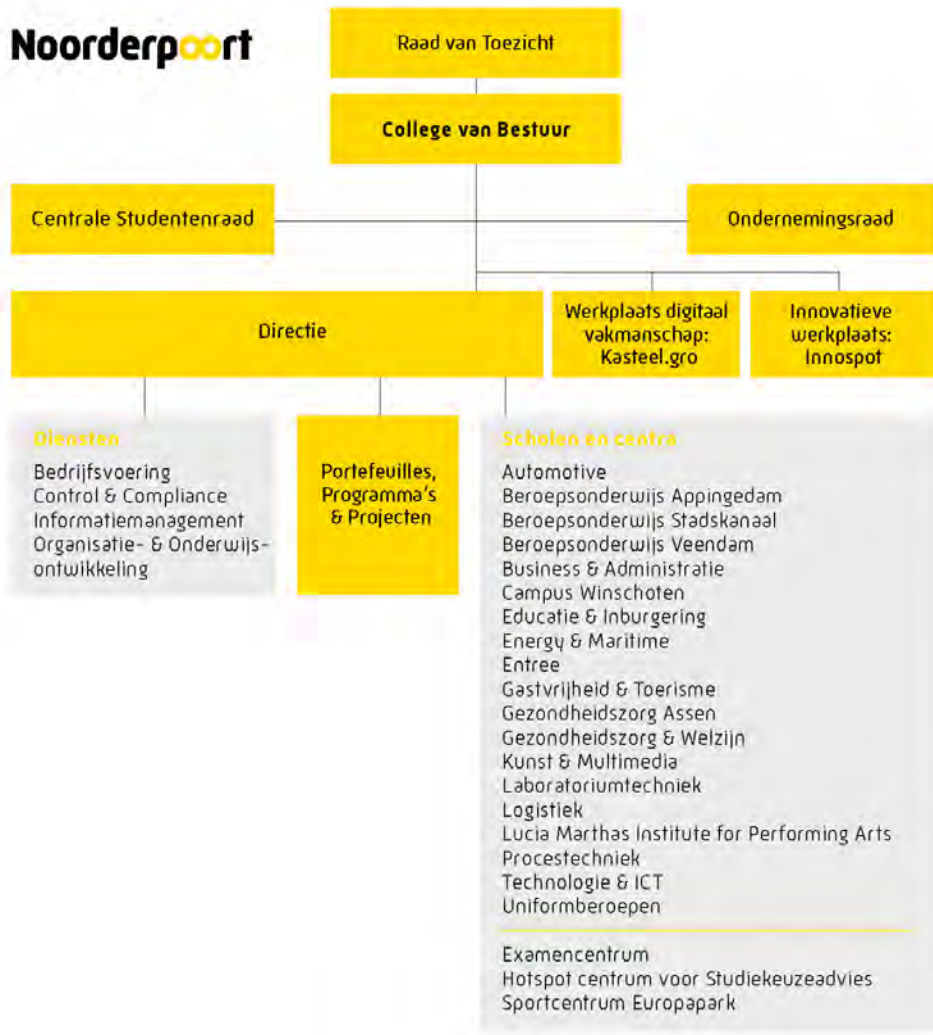 Noorderpoort
Raad van Toezicht
College van Bestuur
Centrale Studentenraad
Ondernemingsraad
Directie
Werkplaats digitaal
vakmanschap:
Kasteel.gro
Innovatieve
werkplaats:
Innospot
Diensten
Bedrijfsvoering
Control & Compliance
Informatiemanagement
Organisatie- & Onderwijs-
ontwikkeling
Portefeuilles,
Programma's
& Projecten
Scholen en centra
Automotive
Beroepsonderwijs Appingedam
Beroepsonderwijs Stadskanaal
Beroepsonderwijs Veendam
Business & Administratie
Campus Winschoten
Educatie & Inburgering
Energy & Maritime
Entree
Gastvrijheid & Toerisme
Gezondheidszorg Assen
Gezondheidszorg & Welzijn
Kunst & Multimedia
Laboratoriumtechniek
Logistiek
Lucia Marthas Institute for Performing Arts
Procestechniek
Technologie & ICT
Uniformberoepen
Examencentrum
Hotspot centrum voor Studiekeuzeadvies
Sportcentrum Europapark